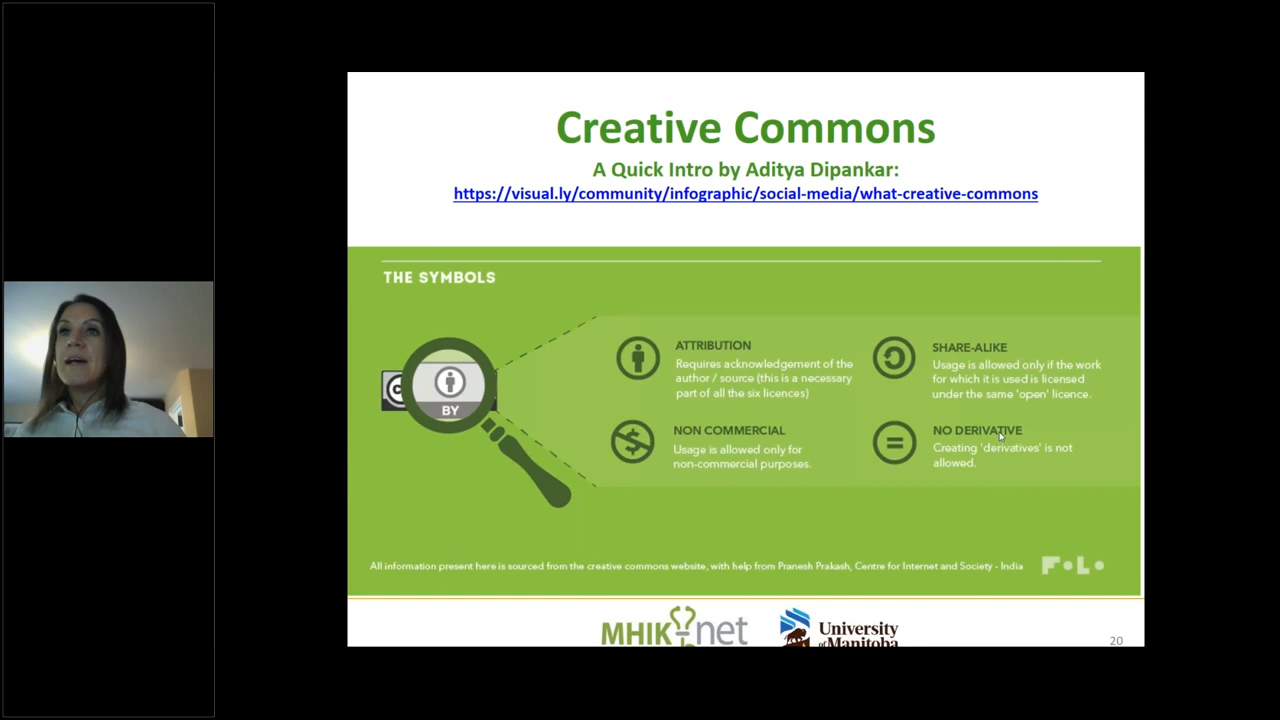 Creative Commons
A Quick Intro by Aditya Dipankar:
https://visual.ly/community/infographic/social-media/what-creative-commons
THE SYMBOLS
BY
ATTRIBUTION
Requires acknowledgement of the
author / source (this is a necessary
part of all the six licences)
SHARE-ALIKE
Usage is allowed only if the work
for which it is used is licensed
under the same 'open' licence.
NON COMMERCIAL
Usage is allowed only for
non-commercial purposes.
NO DERIVATIVE
Creating 'derivatives' is not
allowed.
All information present here is sourced from the creative commons website, with help from Pranesh Prakash, Centre for Internet and Society - India
FoLo
MHIK-net
University
of Manitoba
20